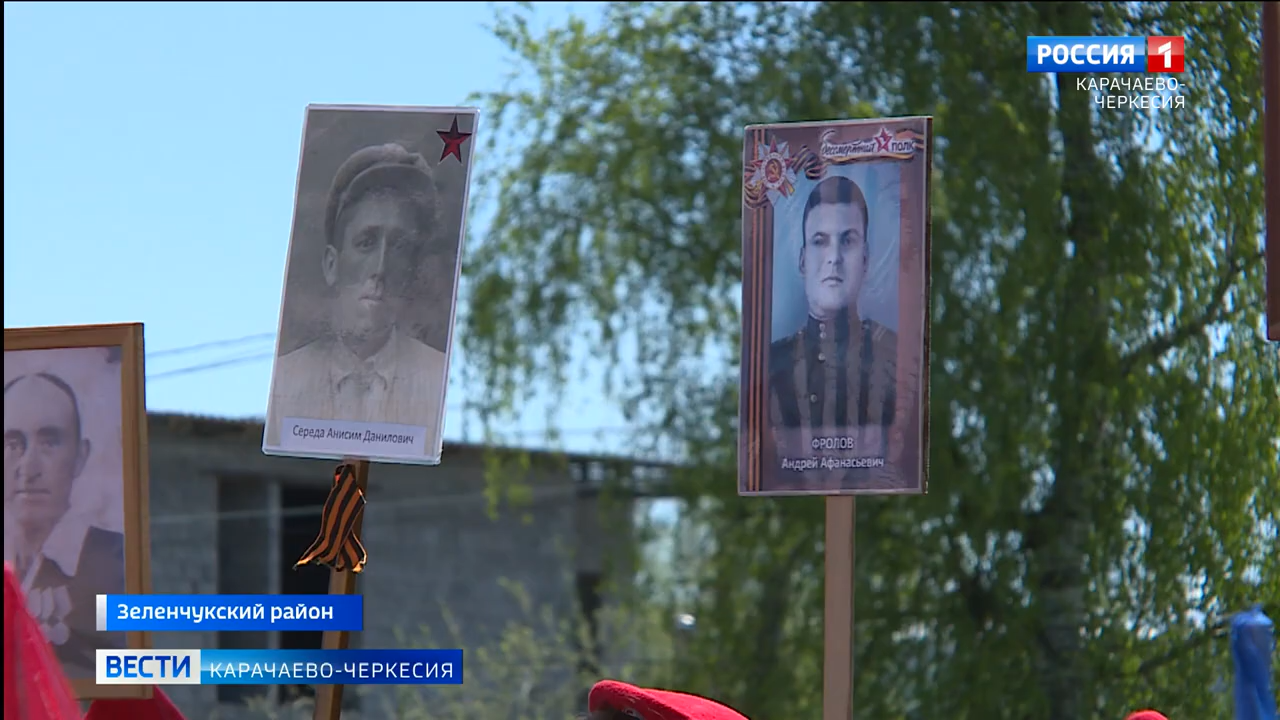 РОССИЯ 1
КАРАЧАЕВО-
ЧЕРКЕСИЯ
Бессмертный полк
Середа Анисим Данилович
ФРОЛОВ
Андрей Афанасьевич
Зеленчукский район
ВЕСТИ КАРАЧАЕВО-ЧЕРКЕСИЯ